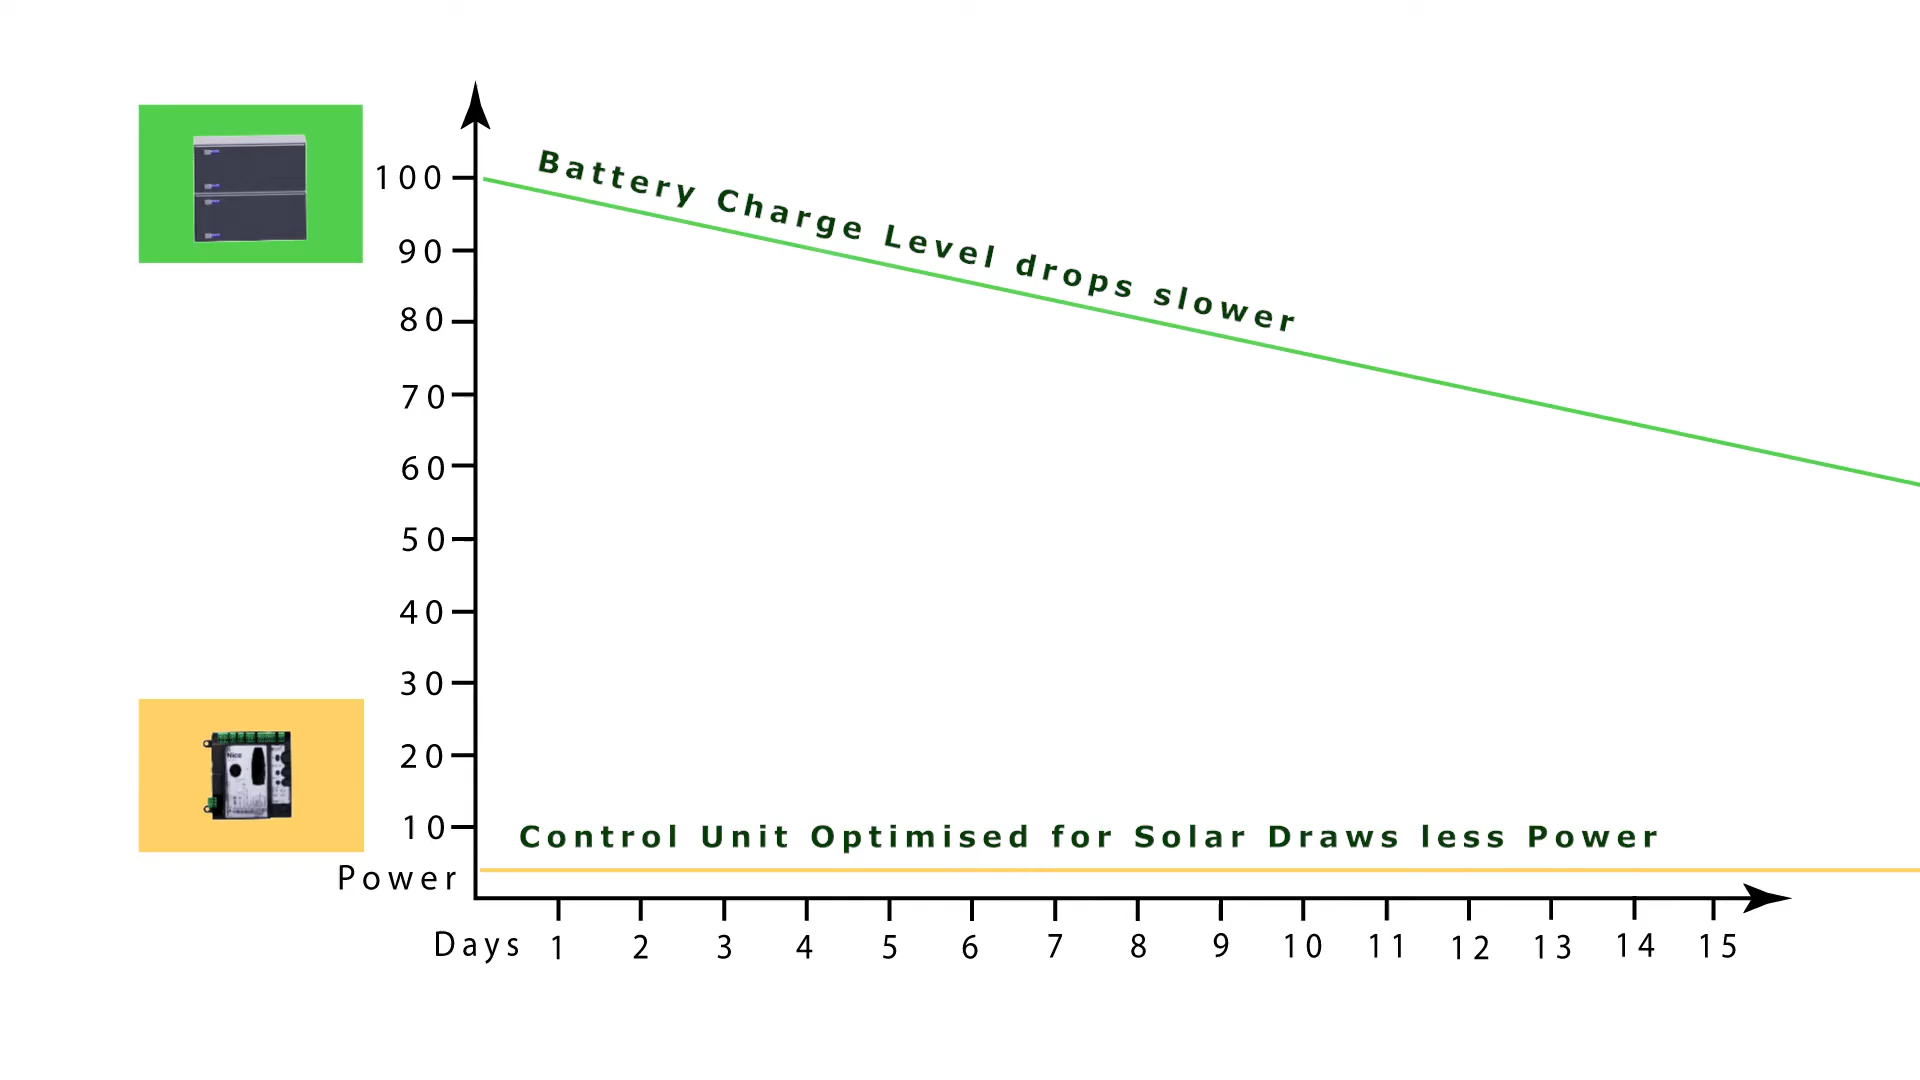 Battery Charge Level drops slower
100
90
80
70
60
50
40
30
20
10
Nice
Control Unit Optimised for Solar Draws less Power
Power
Days 1 2 3 4 5 6 7 8 9 10 11 12 13 14 15